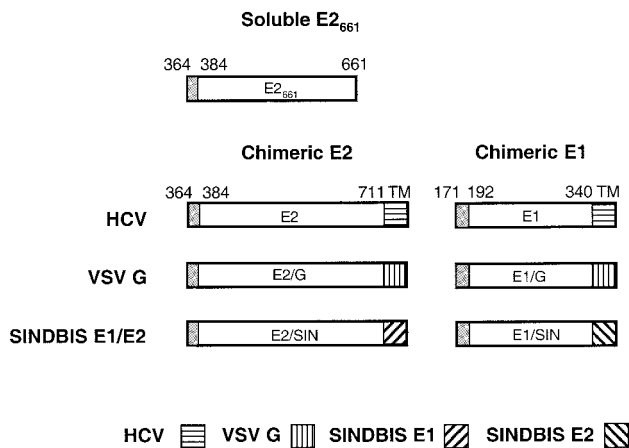 Soluble E2661
364 384 661
E2661
Chimeric E2 Chimeric E1
364 384 711 TM 171 192 340 TM
HCV E2 E1
VSV G E2/G E1/G
SINDBIS E1/E2 E2/SIN E1/SIN
HCV VSV G SINDBIS E1 SINDBIS E2